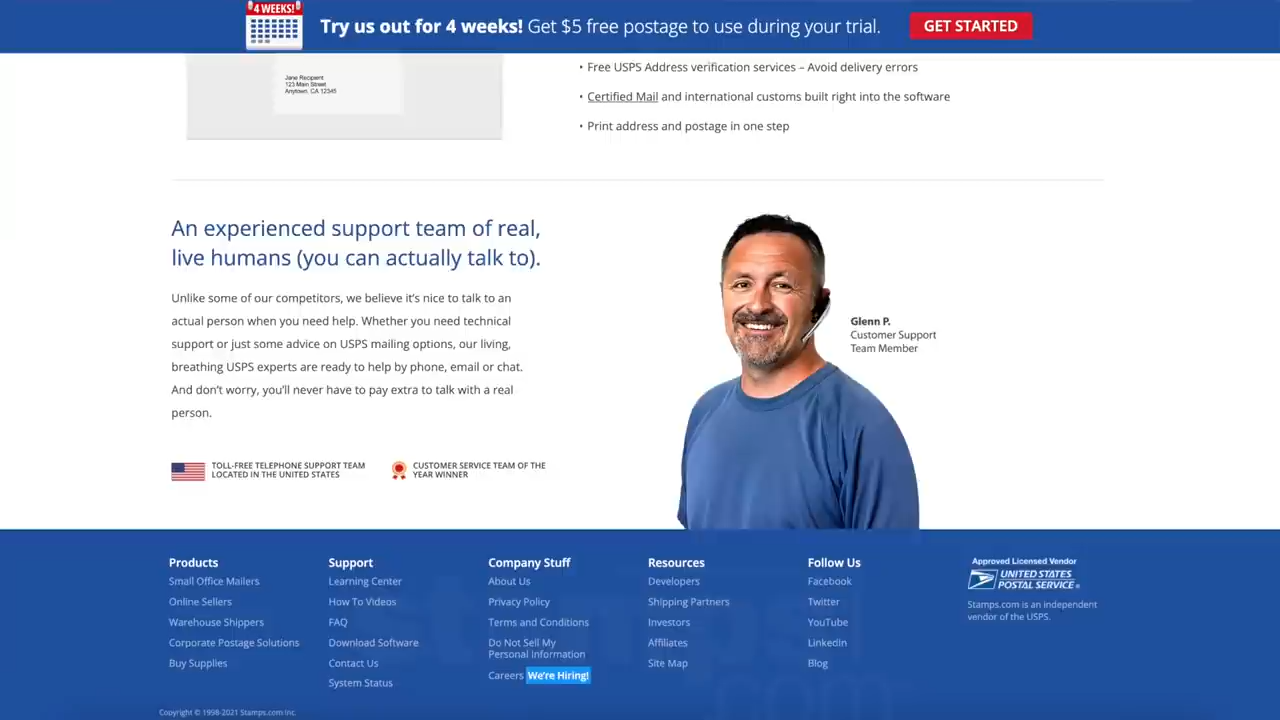 4 WEEKS!
Try us out for 4 weeks! Get $5 free postage to use during your trial.
GET STARTED
Jane Recipient
123 Main Street
Anytown, CA 12345
• Free USPS Address verification services – Avoid delivery errors
• Certified Mail and international customs built right into the software
• Print address and postage in one step
An experienced support team of real,
live humans (you can actually talk to).
Unlike some of our competitors, we believe it's nice to talk to an
actual person when you need help. Whether you need technical
support or just some advice on USPS mailing options, our living,
breathing USPS experts are ready to help by phone, email or chat.
And don't worry, you'll never have to pay extra to talk with a real
person.
Glenn P.
Customer Support
Team Member
TOLL-FREE TELEPHONE SUPPORT TEAM
LOCATED IN THE UNITED STATES
CUSTOMER SERVICE TEAM OF THE
YEAR WINNER
Products
Small Office Mailers
Online Sellers
Warehouse Shippers
Corporate Postage Solutions
Buy Supplies
Support
Learning Center
How To Videos
FAQ
Download Software
Contact Us
System Status
Company Stuff
About Us
Privacy Policy
Terms and Conditions
Do Not Sell My
Personal Information
Careers We're Hiring!
Resources
Developers
Shipping Partners
Investors
Affiliates
Site Map
Follow Us
Facebook
Twitter
YouTube
LinkedIn
Blog
Approved Licensed Vendor
UNITED STATES
POSTAL SERVICE®
Stamps.com is an independent
vendor of the USPS.
Copyright © 1998-2021 Stamps.com Inc.